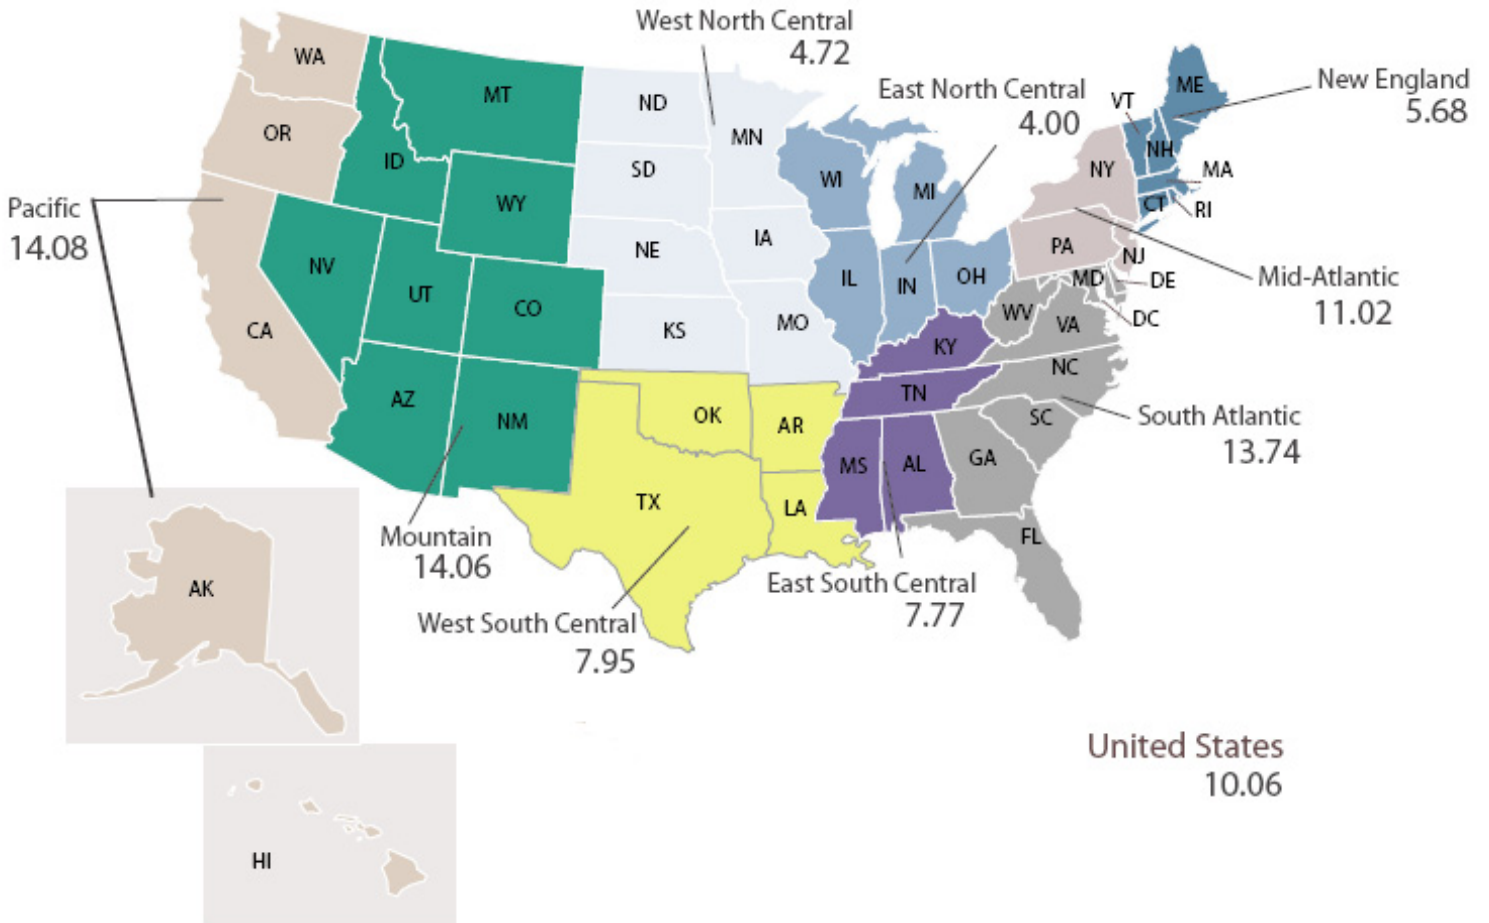 West North Central
4.72
East North Central
4.00
New England
5.68
WA
MT
ND
MN
VT
ME
OR
ID
SD
WI
MI
NY
NH
MA
Pacific
14.08
WY
NE
IA
CT
RI
NV
UT
CO
IL
IN
OH
PA
NJ
MD
DE
Mid-Atlantic
11.02
CA
KS
MO
WV
VA
DC
KY
AZ
NM
OK
AR
TN
NC
South Atlantic
13.74
MS
AL
GA
SC
TX
LA
FL
Mountain
14.06
East South Central
7.77
West South Central
7.95
AK
United States
10.06
HI